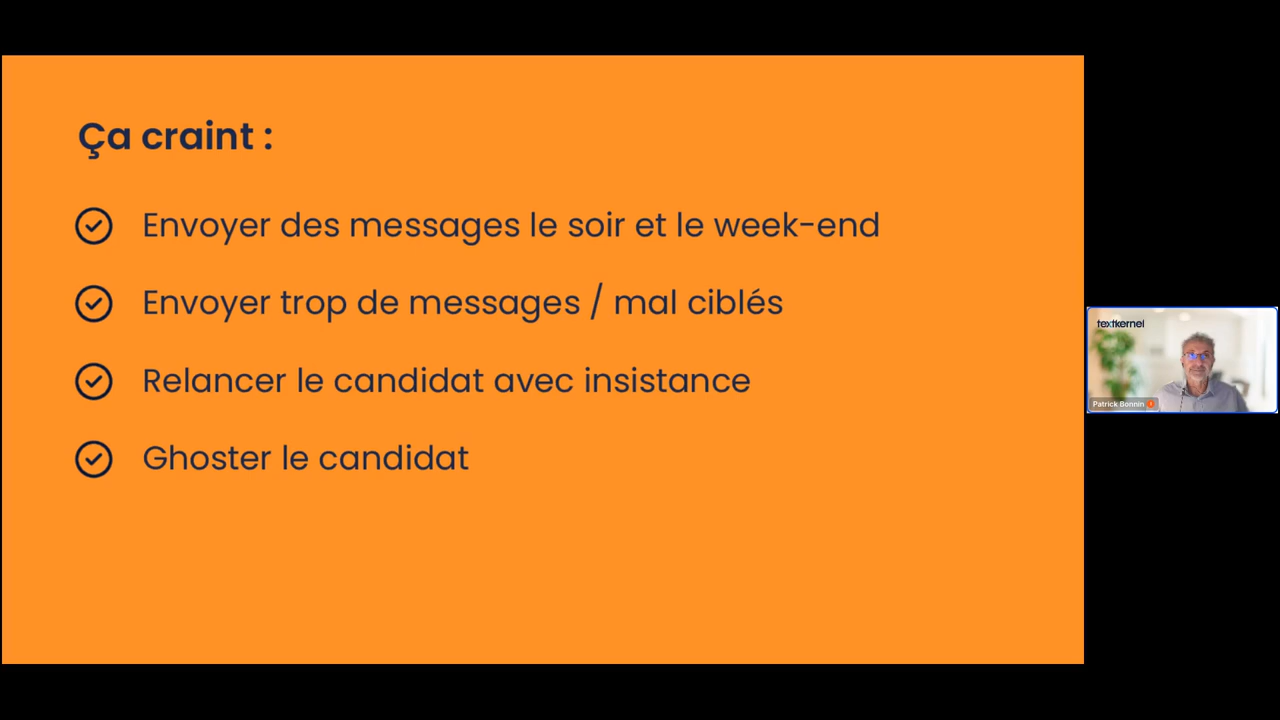 Ça craint :
Envoyer des messages le soir et le week-end
Envoyer trop de messages / mal ciblés
Relancer le candidat avec insistance
Ghoster le candidat
textkernel
Patrick Bonnin